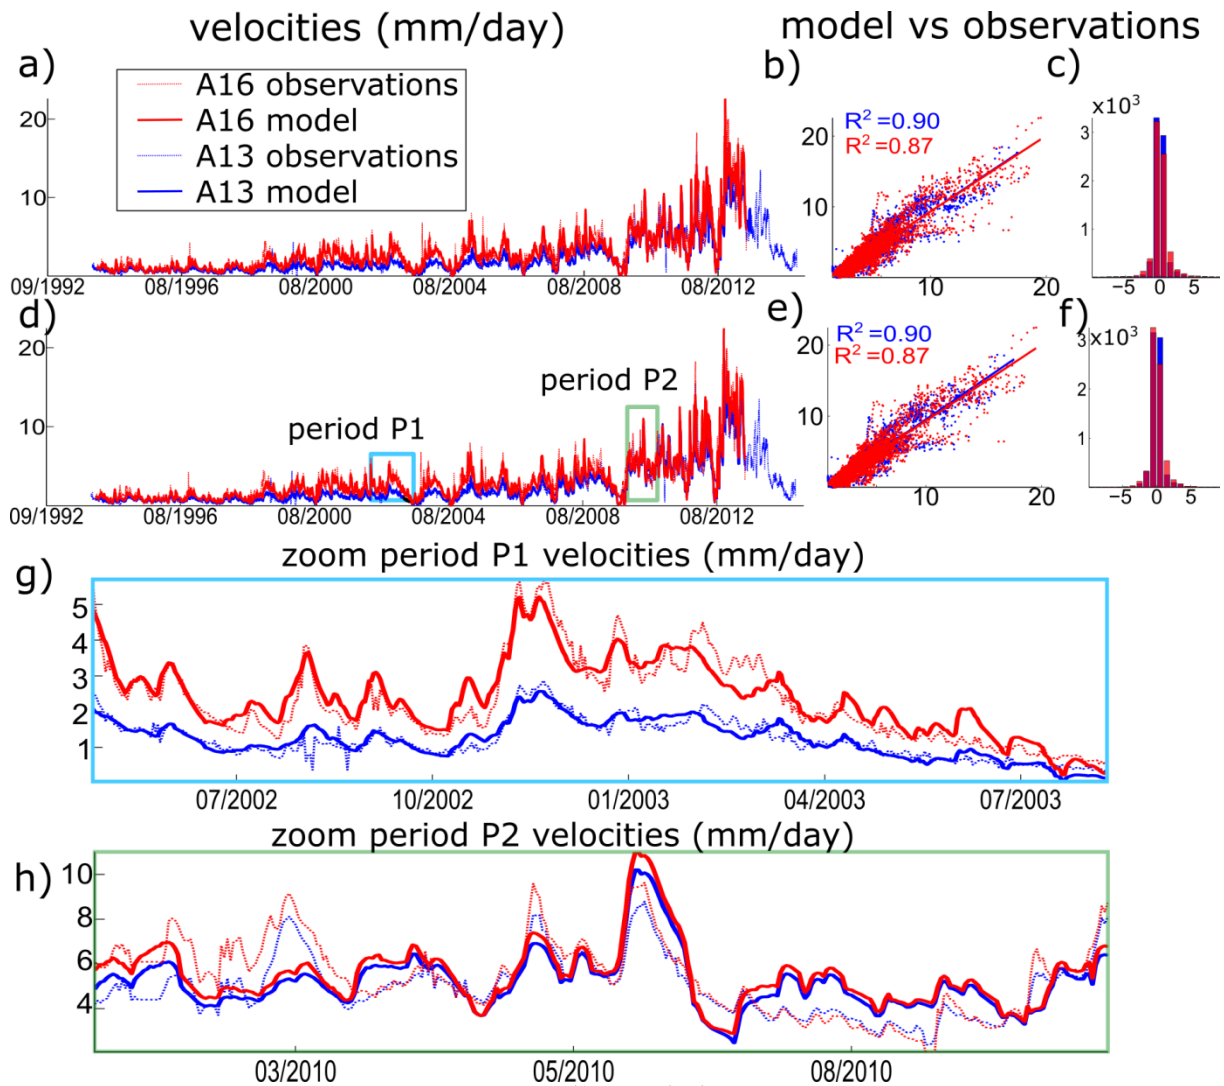 velocities (mm/day)
model vs observations
a)
A16 observations
A16 model
A13 observations
A13 model
20
10
09/1992
08/1996
08/2000
08/2004
08/2008
08/2012
b)
R² =0.90
R² =0.87
20
10
10
20
c)
x10³
3
2
1
−5
0
5
d)
20
10
period P1
period P2
09/1992
08/1996
08/2000
08/2004
08/2008
08/2012
e)
R² =0.90
R² =0.87
20
10
10
20
f)
x10³
3
2
1
−5
0
5
zoom period P1 velocities (mm/day)
g)
5
4
3
2
1
07/2002
10/2002
01/2003
04/2003
07/2003
zoom period P2 velocities (mm/day)
h)
10
8
6
4
03/2010
05/2010
08/2010